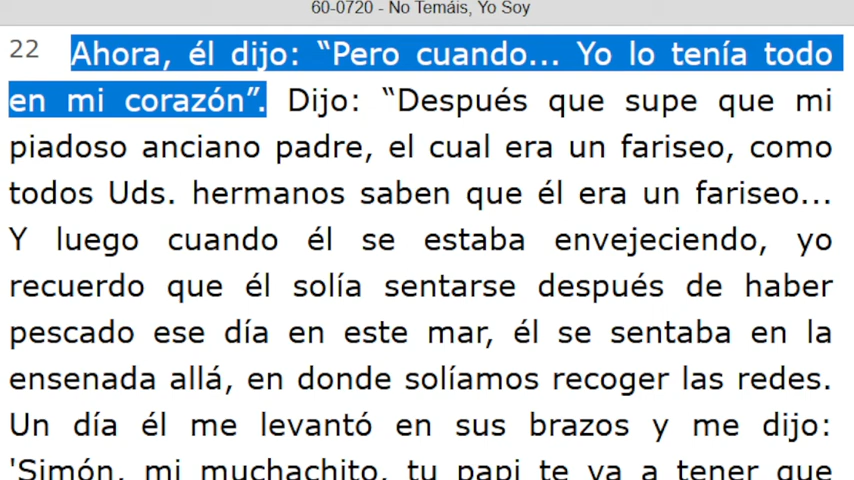 60-0720 - No Temáis, Yo Soy
22 Ahora, él dijo: “Pero cuando... Yo lo tenía todo
en mi corazón”. Dijo: “Después que supe que mi
piadoso anciano padre, el cual era un fariseo, como
todos Uds. hermanos saben que él era un fariseo...
Y luego cuando él se estaba envejeciendo, yo
recuerdo que él solía sentarse después de haber
pescado ese día en este mar, él se sentaba en la
ensenada allá, en donde solíamos recoger las redes.
Un día él me levantó en sus brazos y me dijo:
'Simón, mi muchachito, tu papi te va a tener que